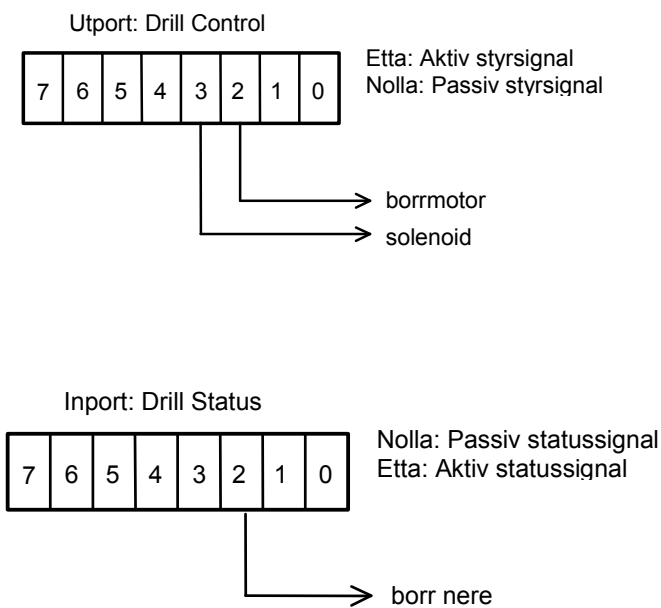 Utport: Drill Control
Etta: Aktiv styrsignal
Nolla: Passiv styrsignal
7 6 5 4 3 2 1 0
borrmotor
solenoid
Inport: Drill Status
Nolla: Passiv statussignal
Etta: Aktiv statussignal
7 6 5 4 3 2 1 0
borr nere